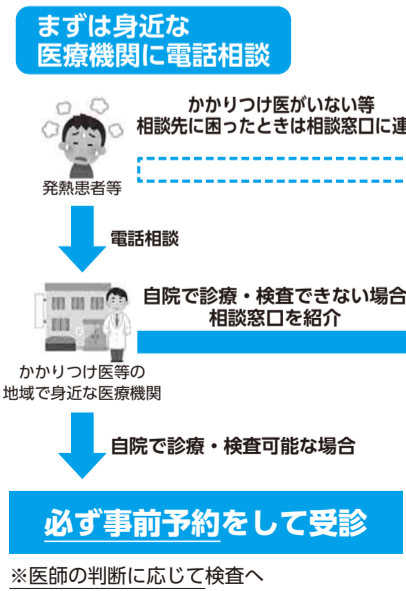 まずは身近な
医療機関に電話相談
かかりつけ医がいない等
相談先に困ったときは相談窓口に連
発熱患者等
電話相談
自院で診療・検査できない場合
相談窓口を紹介
かかりつけ医等の
地域で身近な医療機関
自院で診療・検査可能な場合
必ず事前予約をして受診
※医師の判断に応じて検査へ